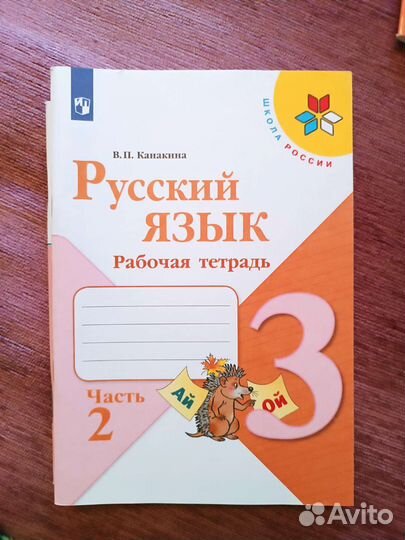 ШКОЛА РОССИИ
В. П. Канакина
Русский
язык
Рабочая тетрадь
3
АЙ
ОЙ
Часть
2
Avito